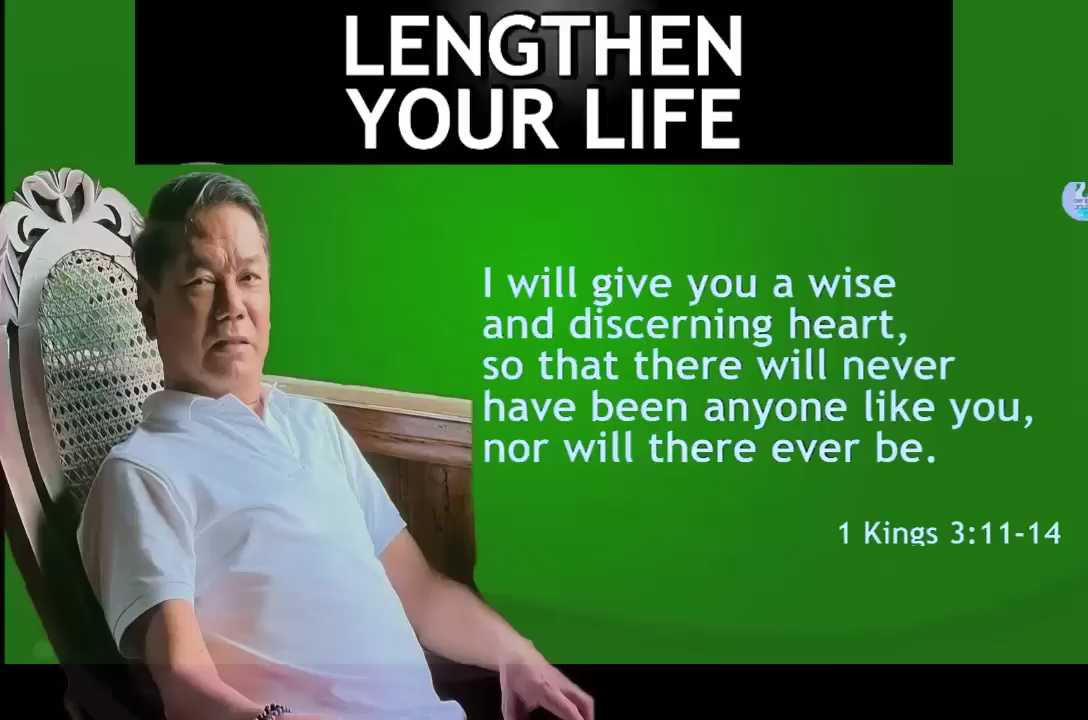 LENGTHEN
YOUR LIFE
I will give you a wise
and discerning heart,
so that there will never
have been anyone like you,
nor will there ever be.
1 Kings 3:11-14